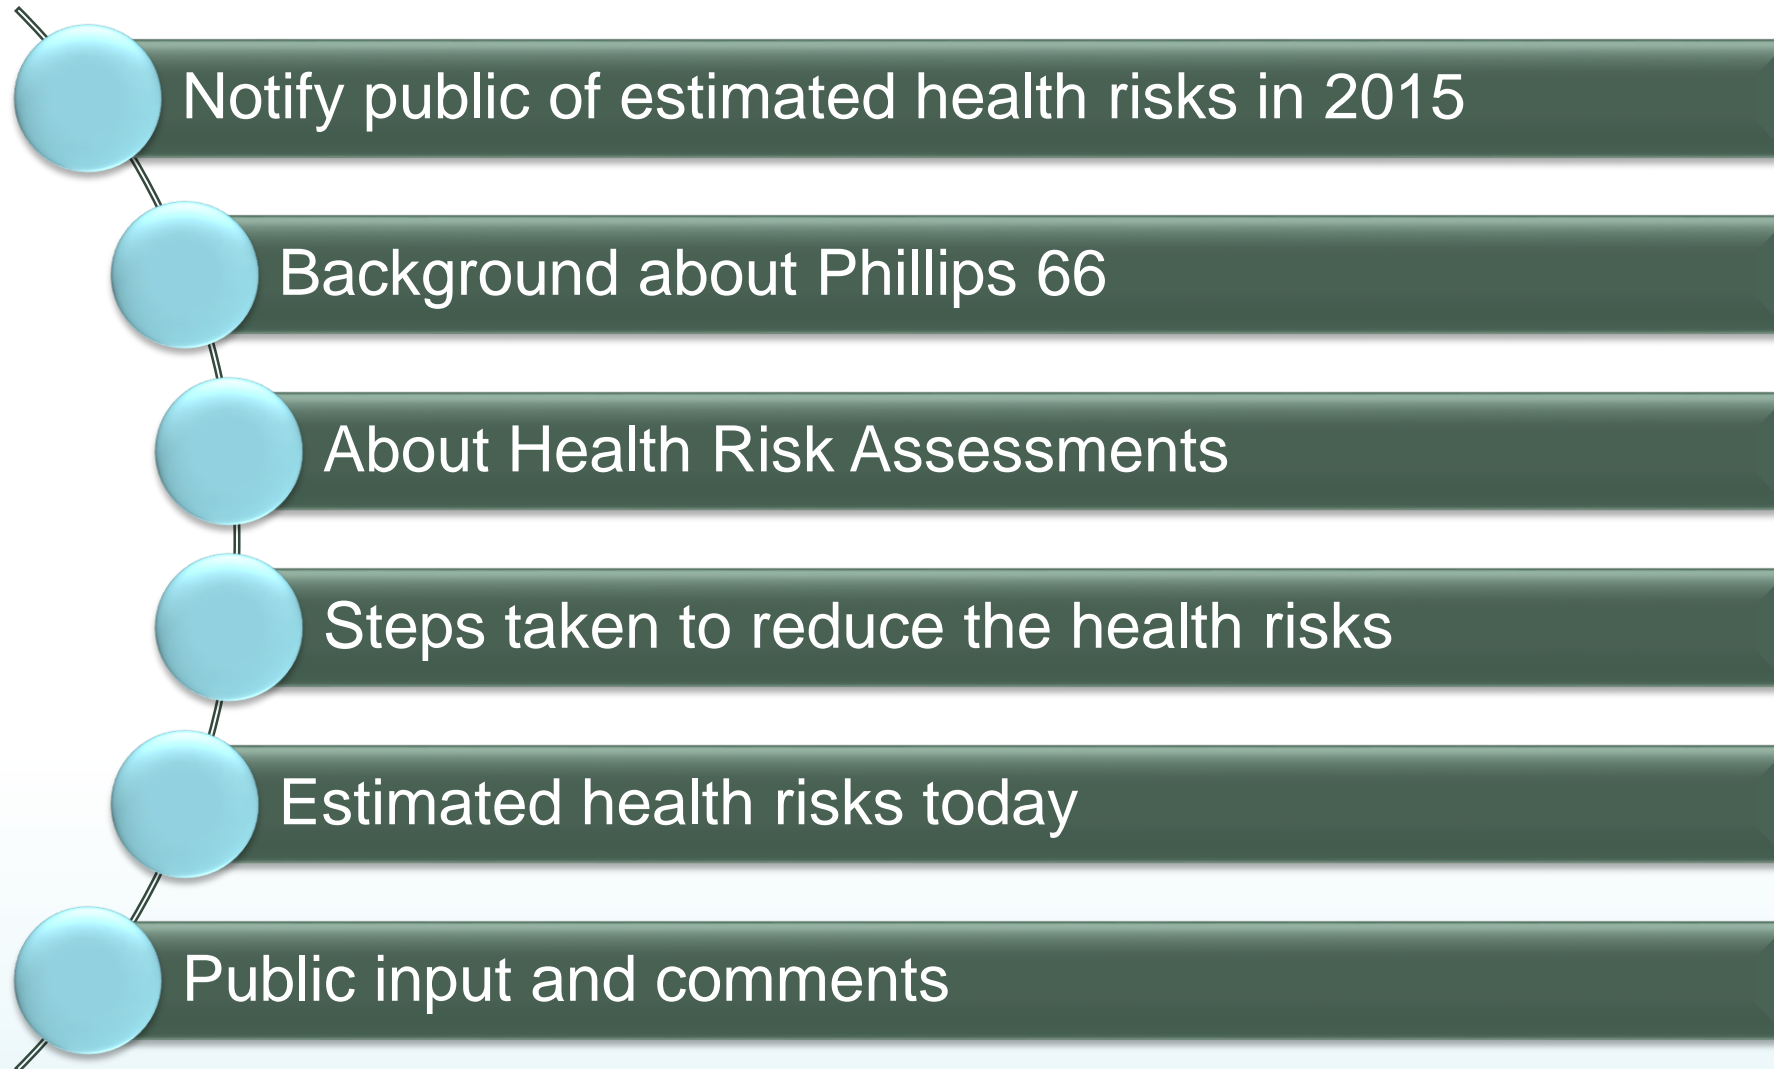 Notify public of estimated health risks in 2015
Background about Phillips 66
About Health Risk Assessments
Steps taken to reduce the health risks
Estimated health risks today
Public input and comments